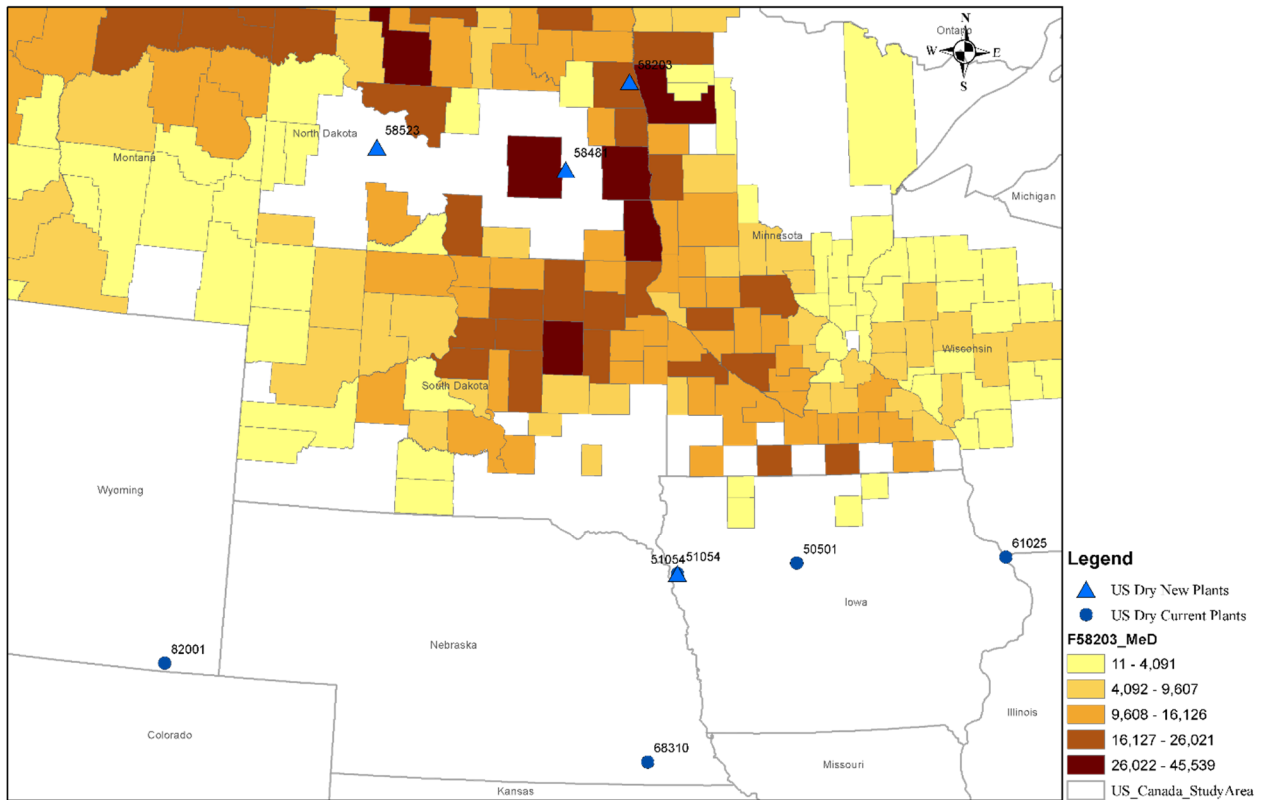 N
Ontario
W E
S
58203
North Dakota
58523
Montana
58481
Michigan
Minnesota
Wisconsin
South Dakota
Wyoming
51054 51054
50501
61025
Iowa
Nebraska
82001
Illinois
Colorado
68310
Missouri
Kansas
Legend
US Dry New Plants
US Dry Current Plants
F58203_MeD
11 - 4,091
4,092 - 9,607
9,608 - 16,126
16,127 - 26,021
26,022 - 45,539
US_Canada_StudyArea